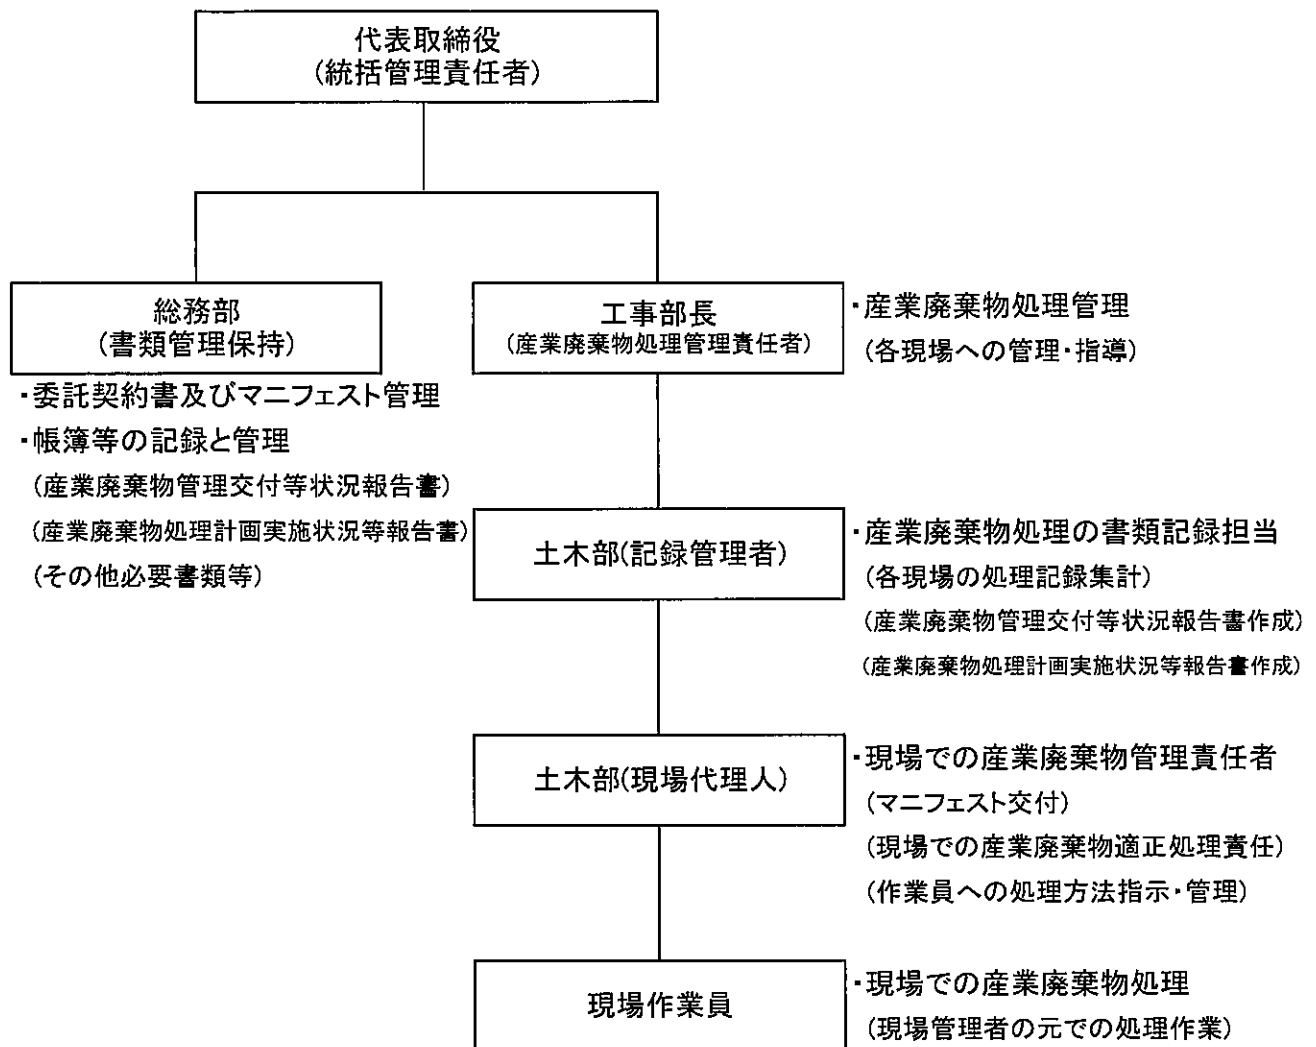 代表取締役
(統括管理責任者)
総務部
(書類管理保持)
・委託契約書及びマニフェスト管理
・帳簿等の記録と管理
(産業廃棄物管理交付等状況報告書)
(産業廃棄物処理計画実施状況等報告書)
(その他必要書類等)
工事部長
(産業廃棄物処理管理責任者)
・産業廃棄物処理管理
(各現場への管理・指導)
土木部(記録管理者)
・産業廃棄物処理の書類記録担当
(各現場の処理記録集計)
(産業廃棄物管理交付等状況報告書作成)
(産業廃棄物処理計画実施状況等報告書作成)
土木部(現場代理人)
・現場での産業廃棄物管理責任者
(マニフェスト交付)
(現場での産業廃棄物適正処理責任)
(作業員への処理方法指示・管理)
現場作業員
・現場での産業廃棄物処理
(現場管理者の元での処理作業)